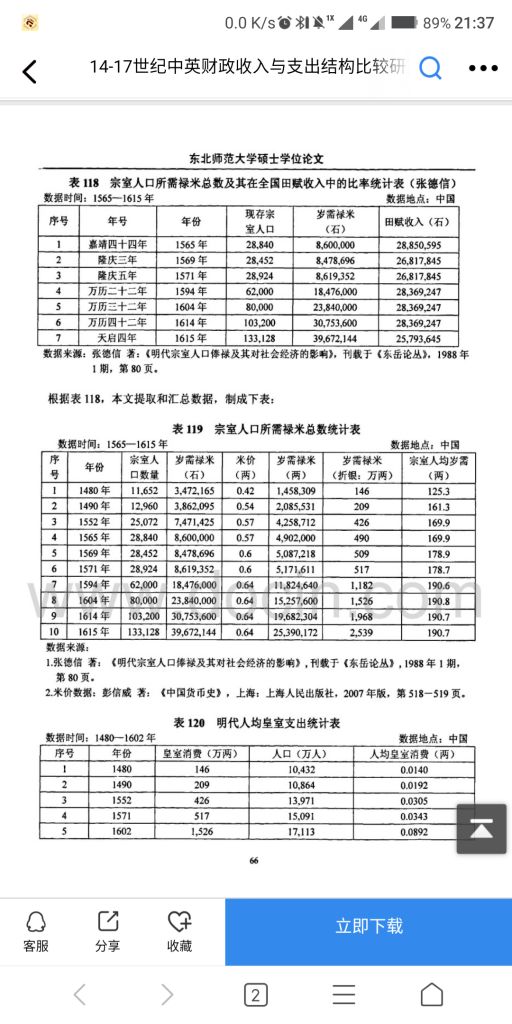 0.0 K/s 1X 4G 89% 21:37
14-17世纪中英财政收入与支出结构比较研
东北师范大学硕士学位论文
表 118 宗室人口所需禄米总数及其在全国田赋收入中的比率统计表（张德信）
数据时间：1565—1615 年 数据地点：中国
序号 年号 年份 现存宗室人口 岁需禄米（石） 田赋收入（石）
1 嘉靖四十四年 1565 年 28,840 8,600,000 28,850,595
2 隆庆三年 1569 年 28,452 8,478,696 26,817,845
3 隆庆五年 1571 年 28,924 8,619,352 26,817,845
4 万历二十二年 1594 年 62,000 18,476,000 28,369,247
5 万历三十二年 1604 年 80,000 23,840,000 28,369,247
6 万历四十二年 1614 年 103,200 30,753,600 28,369,247
7 天启四年 1615 年 133,128 39,672,144 25,793,645
数据来源：张德信 著：《明代宗室人口俸禄及其对社会经济的影响》，刊载于《东岳论丛》，1988 年
1 期，第 80 页。
根据表 118，本文提取和汇总数据，制成下表：
表 119 宗室人口所需禄米总数统计表
数据时间：1565—1615 年 数据地点：中国
序号 年份 宗室人口数量 岁需禄米（石） 米价（两） 岁需禄米（两） 岁需禄米（折银：万两） 宗室人均岁需（两）
1 1480 年 11,652 3,472,165 0.42 1,458,309 146 125.3
2 1490 年 12,960 3,862,095 0.54 2,085,531 209 161.3
3 1552 年 25,072 7,471,425 0.57 4,258,712 426 169.9
4 1565 年 28,840 8,600,000 0.57 4,902,000 490 169.9
5 1569 年 28,452 8,478,696 0.6 5,087,218 509 178.9
6 1571 年 28,924 8,619,352 0.6 5,171,611 517 178.7
7 1594 年 62,000 18,476,000 0.64 11,824,640 1,182 190.6
8 1604 年 80,000 23,840,000 0.64 15,257,600 1,526 190.8
9 1614 年 103,200 30,753,600 0.64 19,682,304 1,968 190.7
10 1615 年 133,128 39,672,144 0.64 25,390,172 2,539 190.7
数据来源：
1.张德信 著：《明代宗室人口俸禄及其对社会经济的影响》，刊载于《东岳论丛》，1988 年 1 期，
第 80 页。
2.米价数据：彭信威 著：《中国货币史》，上海：上海人民出版社，2007 年版，第 518－519 页。
表 120 明代人均皇室支出统计表
数据时间：1480—1602 年 数据地点：中国
序号 年份 皇室消费（万两） 人口（万人） 人均皇室消费（两）
1 1480 146 10,432 0.0140
2 1490 209 10,864 0.0192
3 1552 426 13,971 0.0305
4 1571 517 15,091 0.0343
5 1602 1,526 17,113 0.0892
66
客服 分享 收藏 立即下载
2